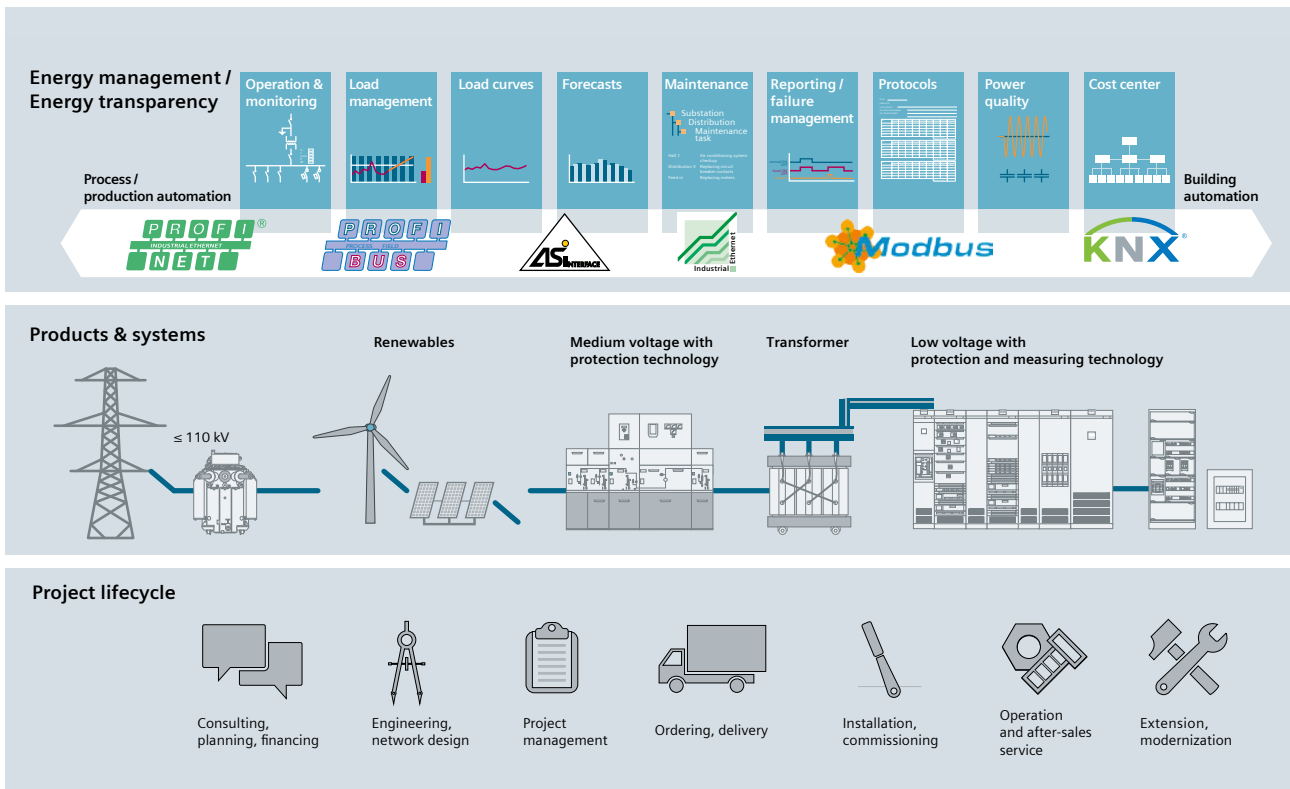 Energy management /
Energy transparency
Operation &
monitoring
Load
management
Load curves
Forecasts
Maintenance
Substation
Distribution
Maintenance
task
Reporting /
failure
management
Protocols
Power
quality
Cost center
Process /
production automation
Building
automation
PROFI
INDUSTRIAL ETHERNET
NET
®
PROFI
PROCESS FIELD
BUS
ASi
INTERFACE
Industrial
Ethernet
Modbus
KNX
®
Products & systems
Renewables
Medium voltage with
protection technology
Transformer
Low voltage with
protection and measuring technology
≤ 110 kV
Project lifecycle
Consulting,
planning, financing
Engineering,
network design
Project
management
Ordering, delivery
Installation,
commissioning
Operation
and after-sales
service
Extension,
modernization